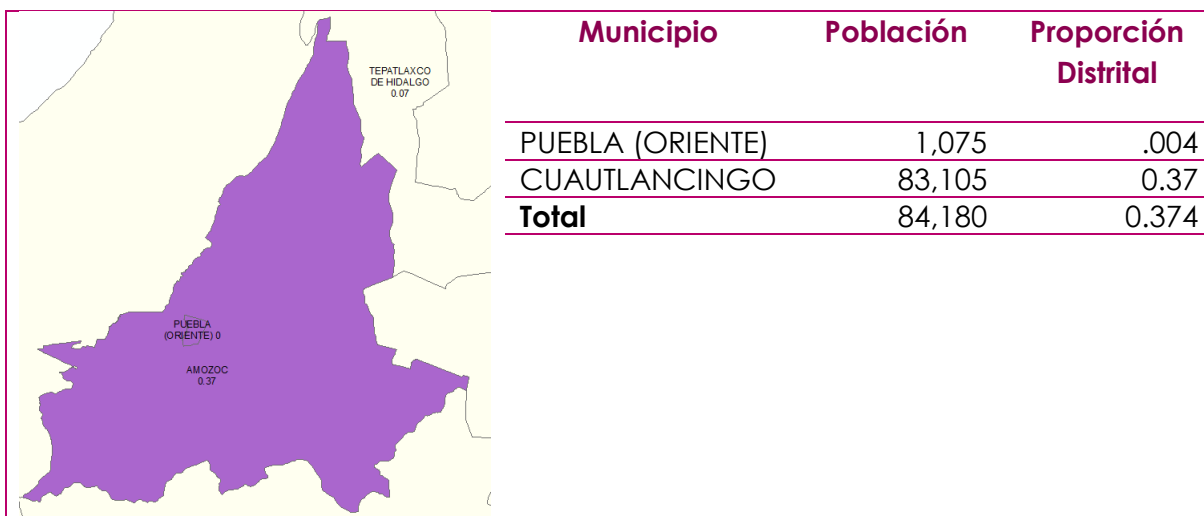 TEPATLAXCO
DE HIDALGO
0.07
PUEBLA
(ORIENTE) 0
AMOZOC
0.37
Municipio Población Proporción
Distrital
PUEBLA (ORIENTE) 1,075 .004
CUAUTLANCINGO 83,105 0.37
Total 84,180 0.374